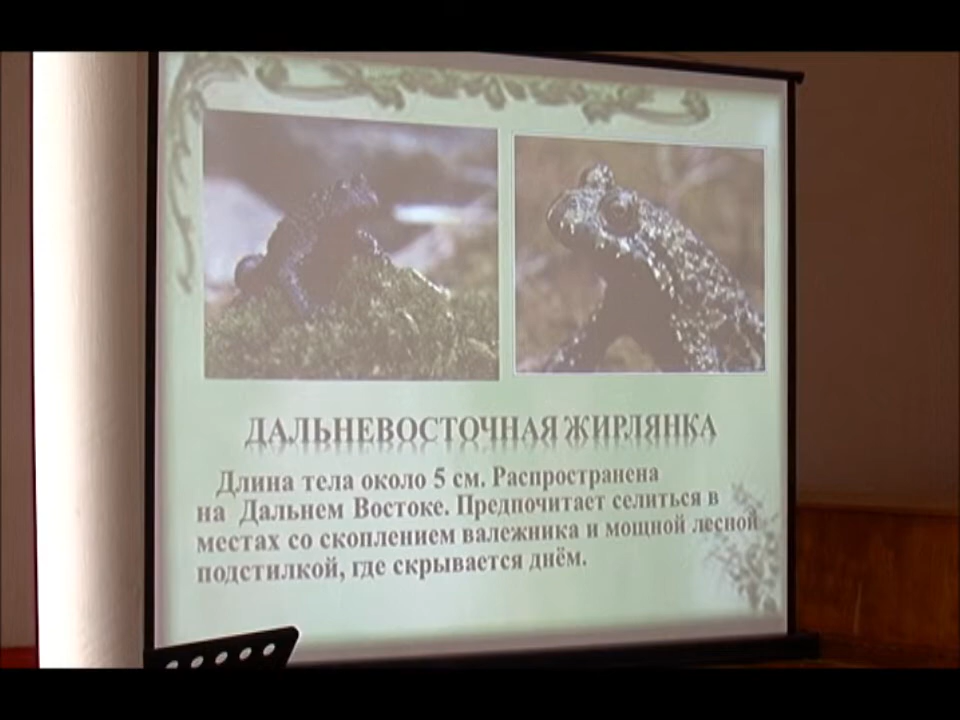 ДАЛЬНЕВОСТОЧНАЯ ЖИРЛЯНКА
Длина тела около 5 см. Распространена
на Дальнем Востоке. Предпочитает селиться в
местах со скоплением валежника и мощной лесной
подстилкой, где скрывается днём.